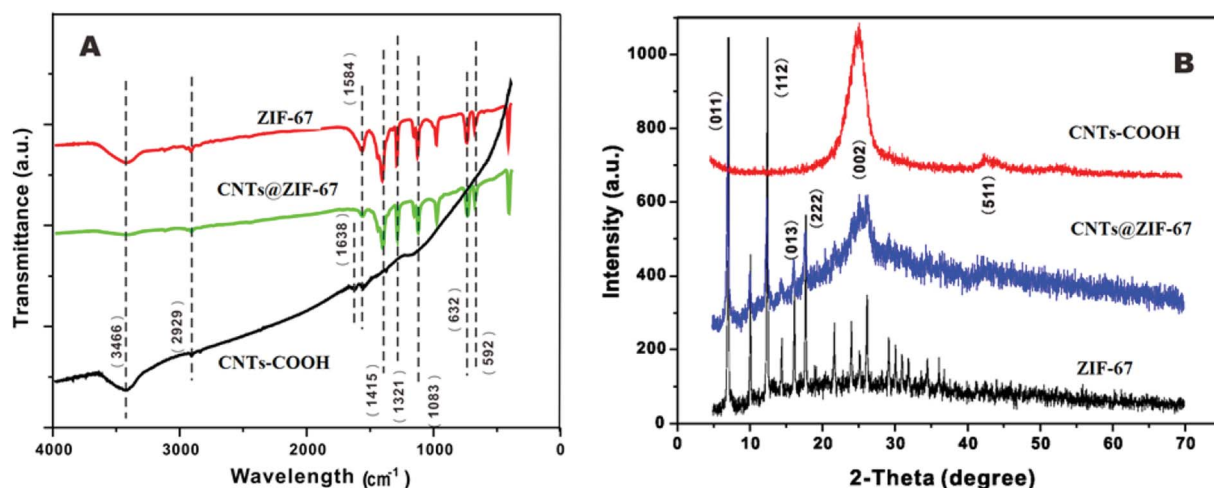 A
Transmittance (a.u.)
ZIF-67
CNTs@ZIF-67
CNTs-COOH
(3466)
(2929)
(1638)
(1584)
(1415)
(1321)
(1083)
(632)
(592)
4000 3000 2000 1000 0
Wavelength (cm-1)
B
Intensity (a.u.)
1000
800
600
400
200
0
(011)
(112)
(013)
(222)
(002)
(511)
CNTs-COOH
CNTs@ZIF-67
ZIF-67
0 10 20 30 40 50 60 70
2-Theta (degree)